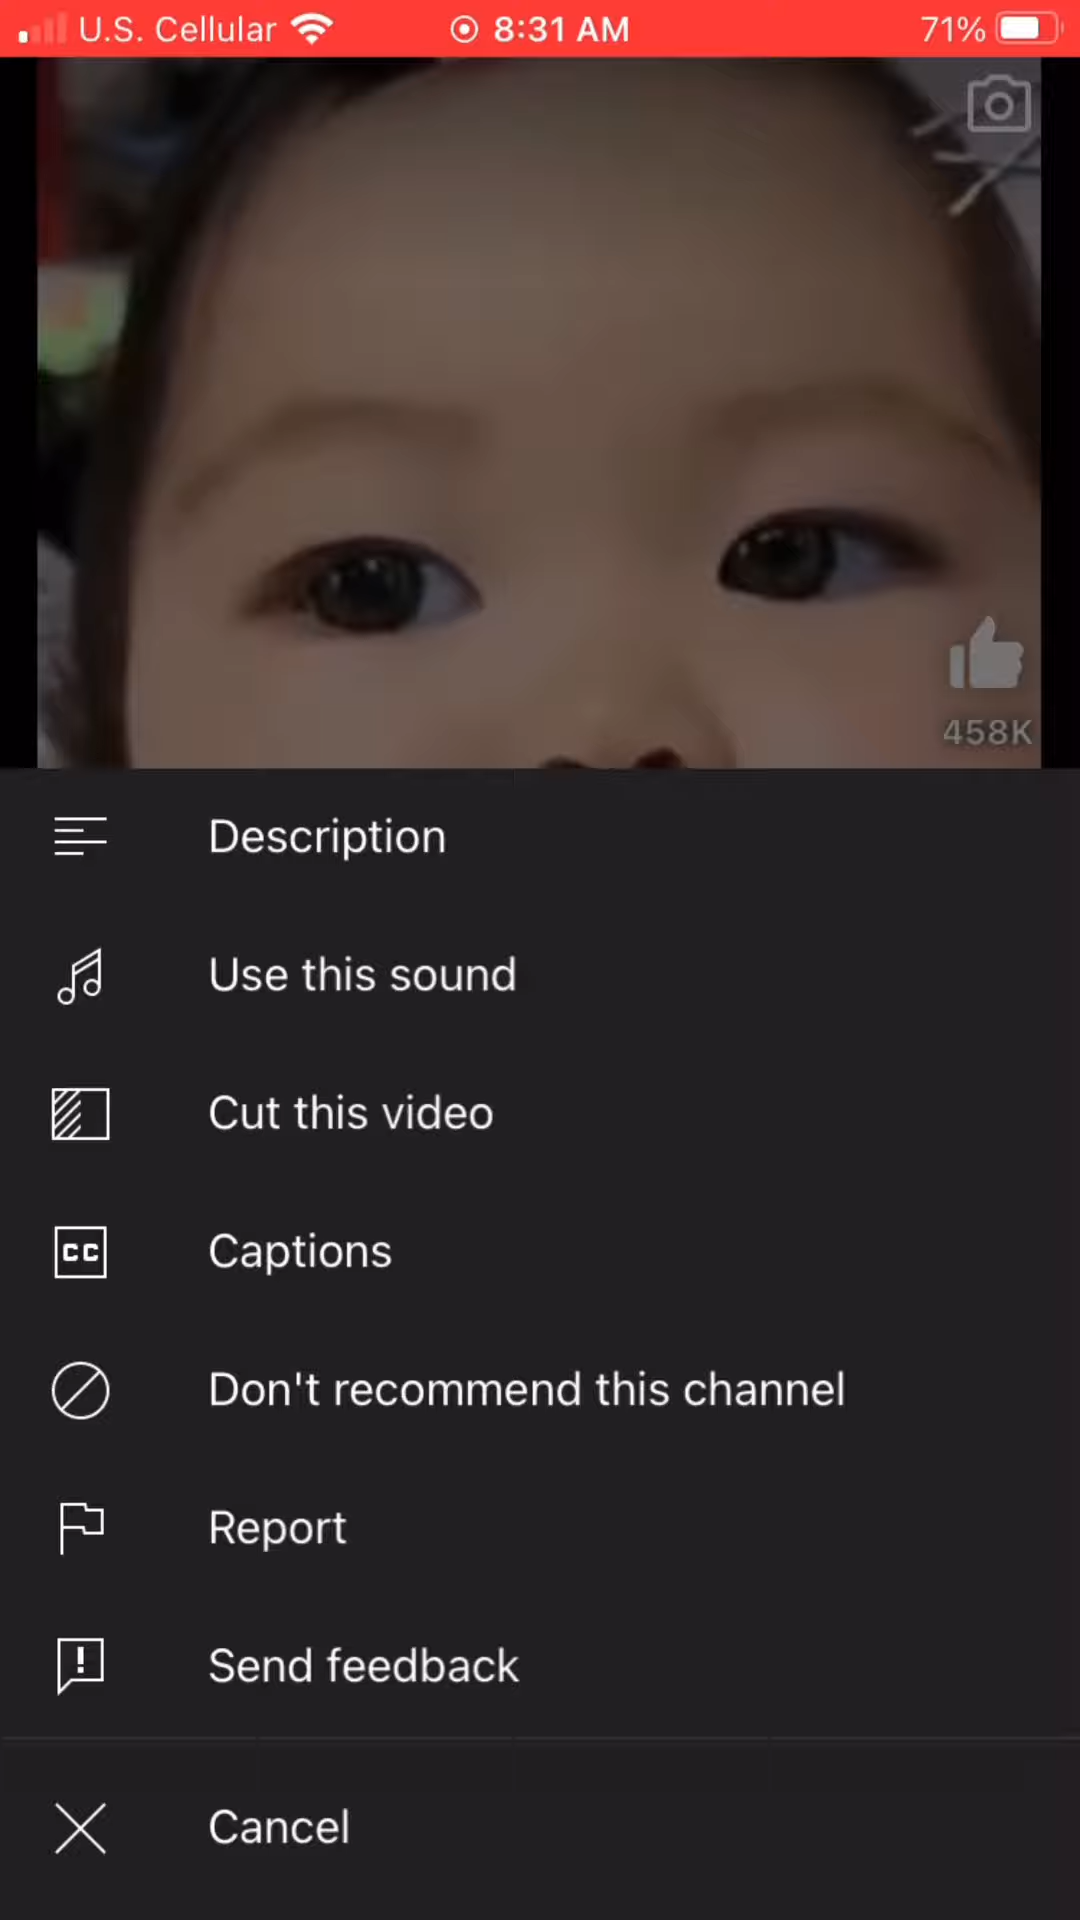 U.S. Cellular 8:31 AM 71%
458K
Description
Use this sound
Cut this video
CC Captions
Don't recommend this channel
Report
Send feedback
Cancel